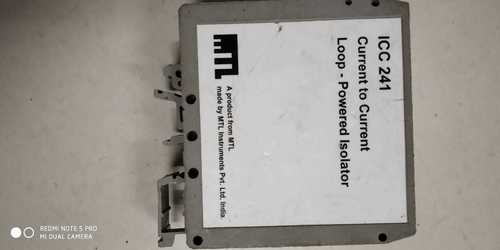 ICC 241
Current to Current
Loop - Powered Isolator
MTL
A product from MTL
made by MTL Instruments Pvt. Ltd. India
REDMI NOTE 5 PRO
MI DUAL CAMERA